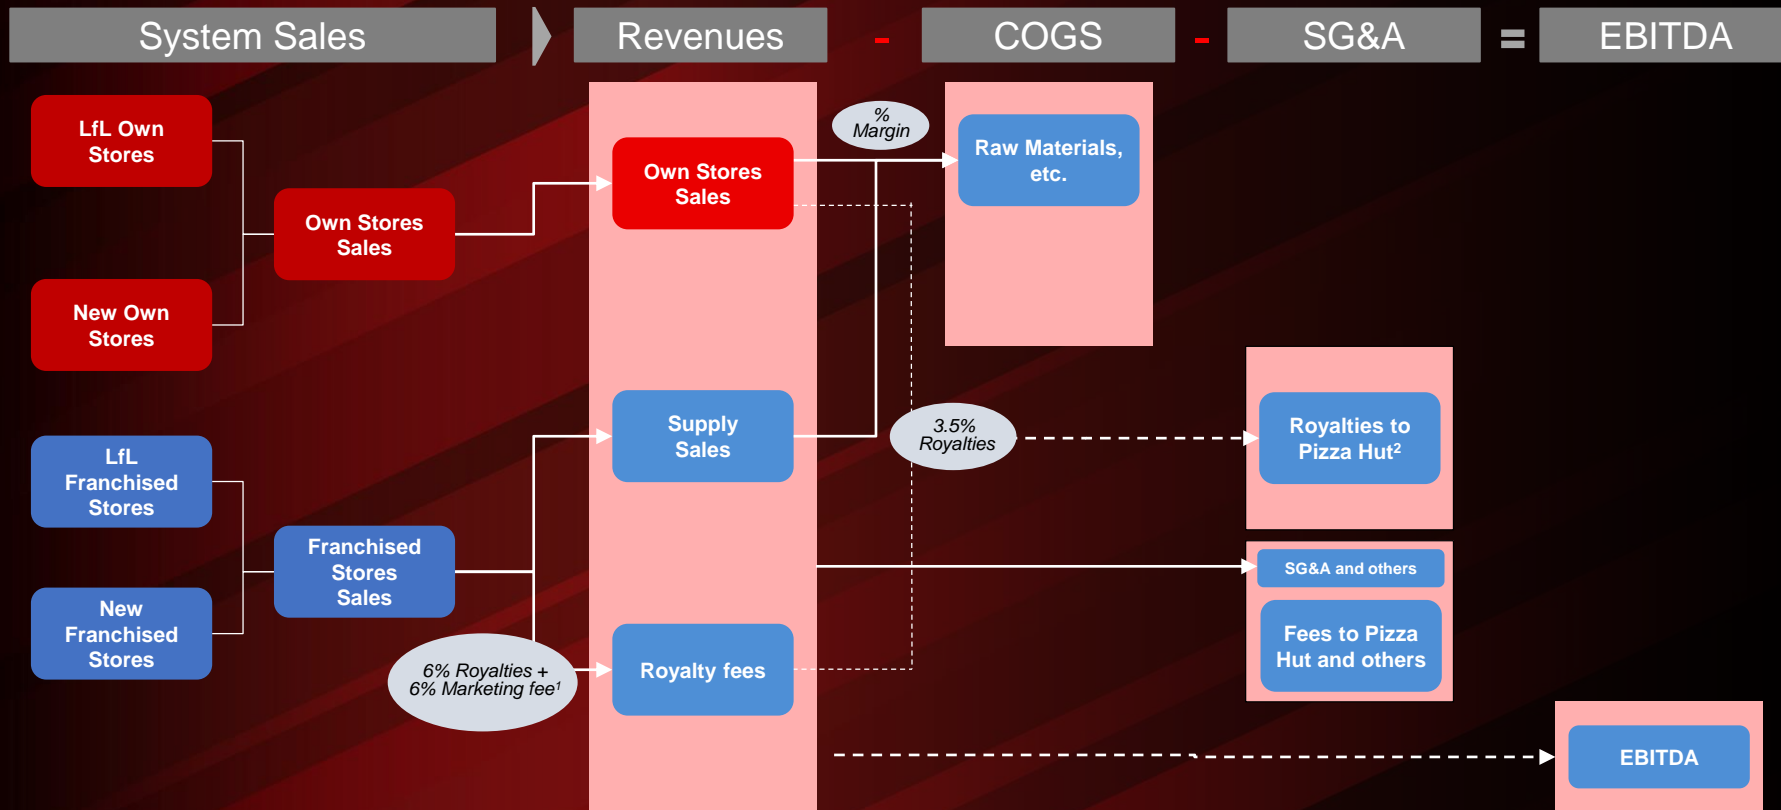 System Sales
Revenues
-
COGS
-
SG&A
=
EBITDA
LfL Own
Stores
New Own
Stores
Own Stores
Sales
LfL
Franchised
Stores
New
Franchised
Stores
Franchised
Stores
Sales
6% Royalties +
6% Marketing fee¹
Own Stores
Sales
Supply
Sales
Royalty fees
%
Margin
3.5%
Royalties
Raw Materials,
etc.
Royalties to
Pizza Hut²
SG&A and others
Fees to Pizza
Hut and others
EBITDA